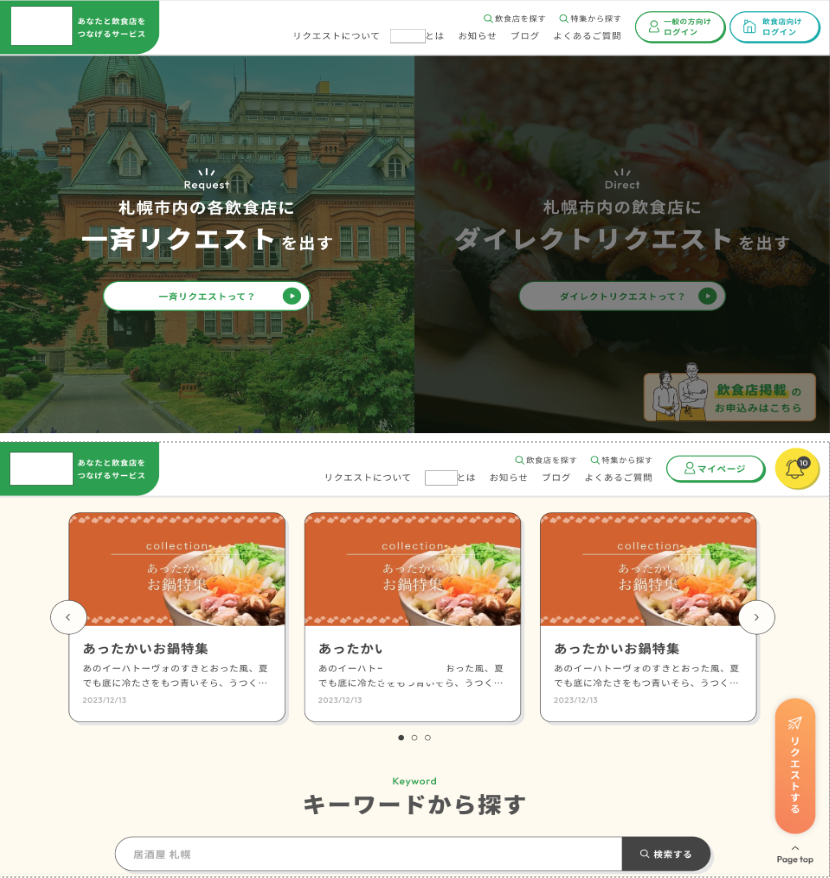 あなたと飲食店を
つなげるサービス
飲食店を探す 特集から探す
リクエストについて とは お知らせ ブログ よくあるご質問
一般の方向け
ログイン
飲食店向け
ログイン
Request
札幌市内の各飲食店に
一斉リクエストを出す
一斉リクエストって？
Direct
札幌市内の飲食店に
ダイレクトリクエストを出す
ダイレクトリクエストって？
飲食店掲載の
お申込みはこちら
あなたと飲食店を
つなげるサービス
飲食店を探す 特集から探す
リクエストについて とは お知らせ ブログ よくあるご質問
マイページ
10
collection
あったかい
お鍋特集
あったかいお鍋特集
あのイーハトーヴォのすきとおった風、夏
でも底に冷たさをもつ青いそら、うつく…
2023/12/13
collection
あったかい
お鍋特集
あったかい
あのイーハト おった風、夏
でも底に冷たさをもつ青いそら、うつく…
2023/12/13
collection
あったかい
お鍋特集
あったかいお鍋特集
あのイーハトーヴォのすきとおった風、夏
でも底に冷たさをもつ青いそら、うつく…
2023/12/13
リクエストする
Keyword
キーワードから探す
居酒屋 札幌
検索する
Page top